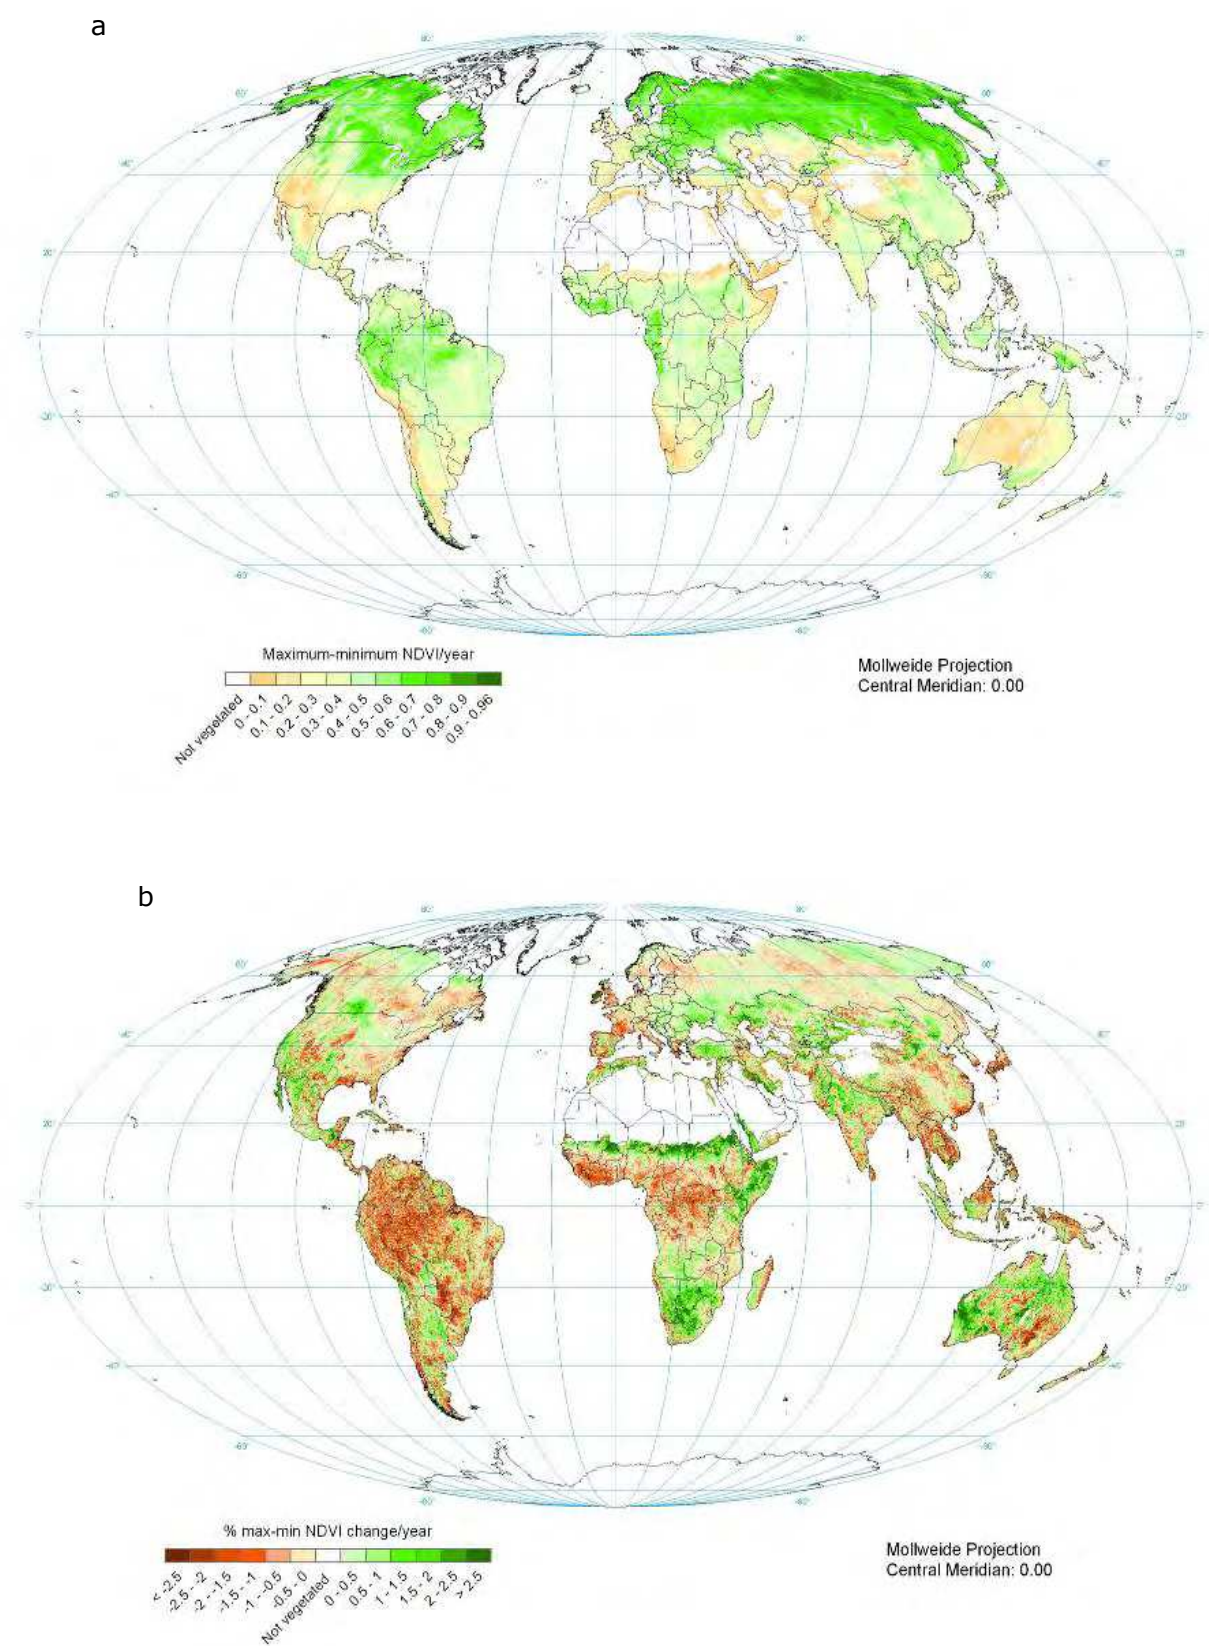 a
Maximum-minimum NDVI/year
Not vegetated
0 - 0.1
0.1 - 0.2
0.2 - 0.3
0.3 - 0.4
0.4 - 0.5
0.5 - 0.6
0.6 - 0.7
0.7 - 0.8
0.8 - 0.9
0.9 - 0.96
Mollweide Projection
Central Meridian: 0.00
b
% max-min NDVI change/year
< -2.5
-2.5 - -2
-2 - -1.5
-1.5 - -1
-1 - -0.5
-0.5 - 0
Not vegetated
0 - 0.5
0.5 - 1
1 - 1.5
1.5 - 2
2 - 2.5
> 2.5
Mollweide Projection
Central Meridian: 0.00